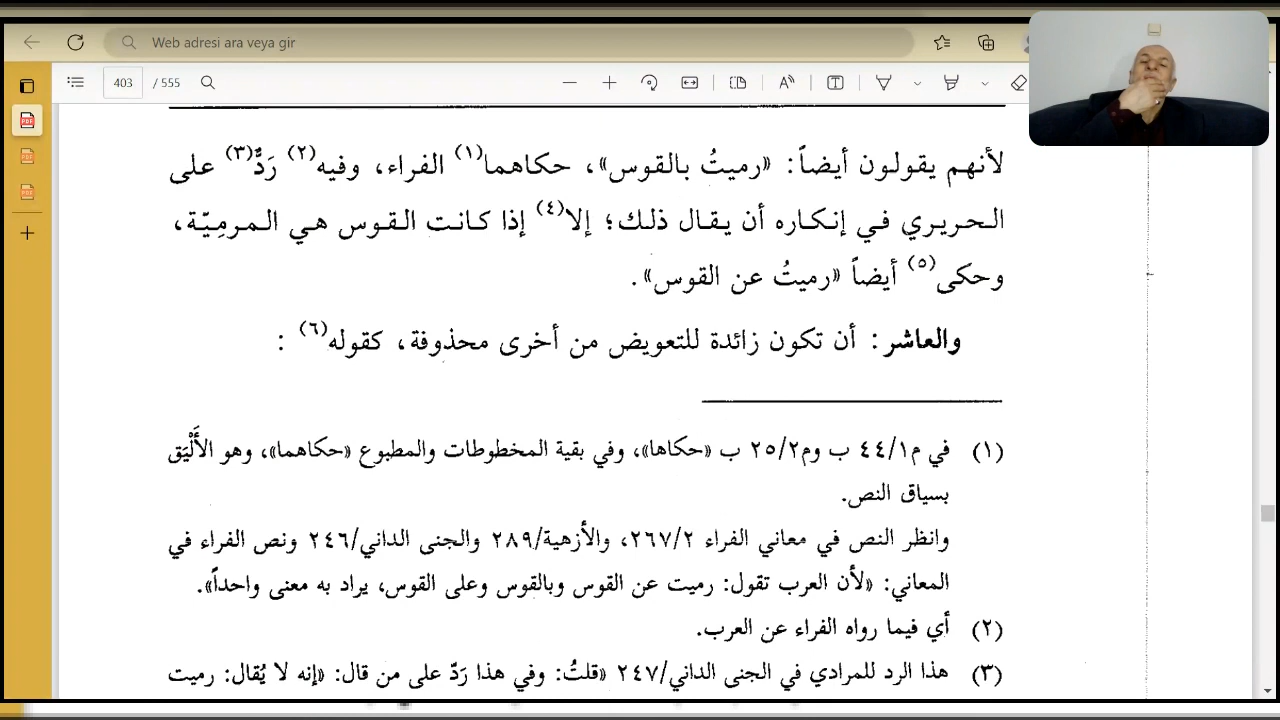 Web adresi ara veya gir
403 / 555
لأنهم يقولون أيضاً: «رميتُ بالقوس»، حكاهما(١) الفراء، وفيه(٢) رَدٌّ(٣) على
الحريري في إنكاره أن يقال ذلك؛ إلا(٤) إذا كانت القوس هي المرمِيّة،
وحكى(٥) أيضاً «رميتُ عن القوس».
والعاشر: أن تكون زائدة للتعويض من أخرى محذوفة، كقوله(٦) :
(١) في م١/٤٤ ب وم٢/٢٥ ب «حكاها»، وفي بقية المخطوطات والمطبوع «حكاهما»، وهو الأَلْيَق
بسياق النص.
وانظر النص في معاني الفراء ٢/٢٦٧، والأزهية/٢٨٩ والجنى الداني/٢٤٦ ونص الفراء في
المعاني: «لأن العرب تقول: رميت عن القوس وبالقوس وعلى القوس، يراد به معنى واحداً».
(٢) أي فيما رواه الفراء عن العرب.
(٣) هذا الرد للمرادي في الجنى الداني/٢٤٧ «قلتُ: وفي هذا رَدّ على من قال: «إنه لا يُقال: رميت